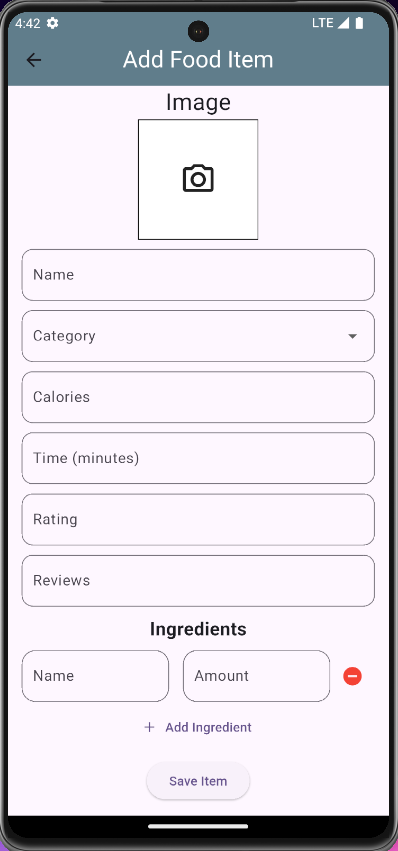 4:42 LTE
Add Food Item
Image
Name
Category
Calories
Time (minutes)
Rating
Reviews
Ingredients
Name Amount
+ Add Ingredient
Save Item